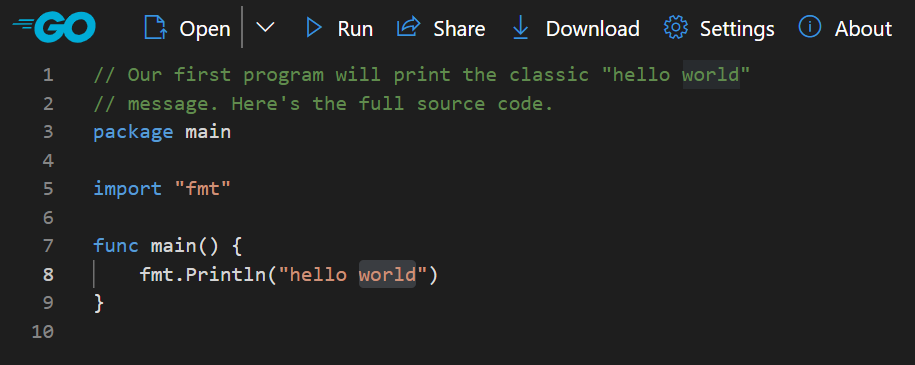 GO Open Run Share Download Settings About
1 // Our first program will print the classic "hello world"
2 // message. Here's the full source code.
3 package main
4
5 import "fmt"
6
7 func main() {
8     fmt.Println("hello world")
9 }
10